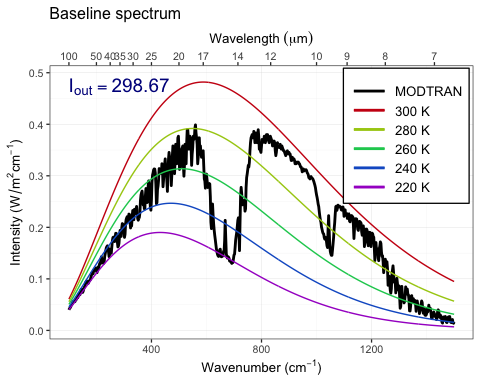 Baseline spectrum
Wavelength (μm)
100 50 40 35 30 25 20 17 14 12 10 9 8 7
I_out = 298.67
MODTRAN
300 K
280 K
260 K
240 K
220 K
0.5
0.4
0.3
0.2
0.1
0.0
Intensity (W/m² cm⁻¹)
400 800 1200
Wavenumber (cm⁻¹)